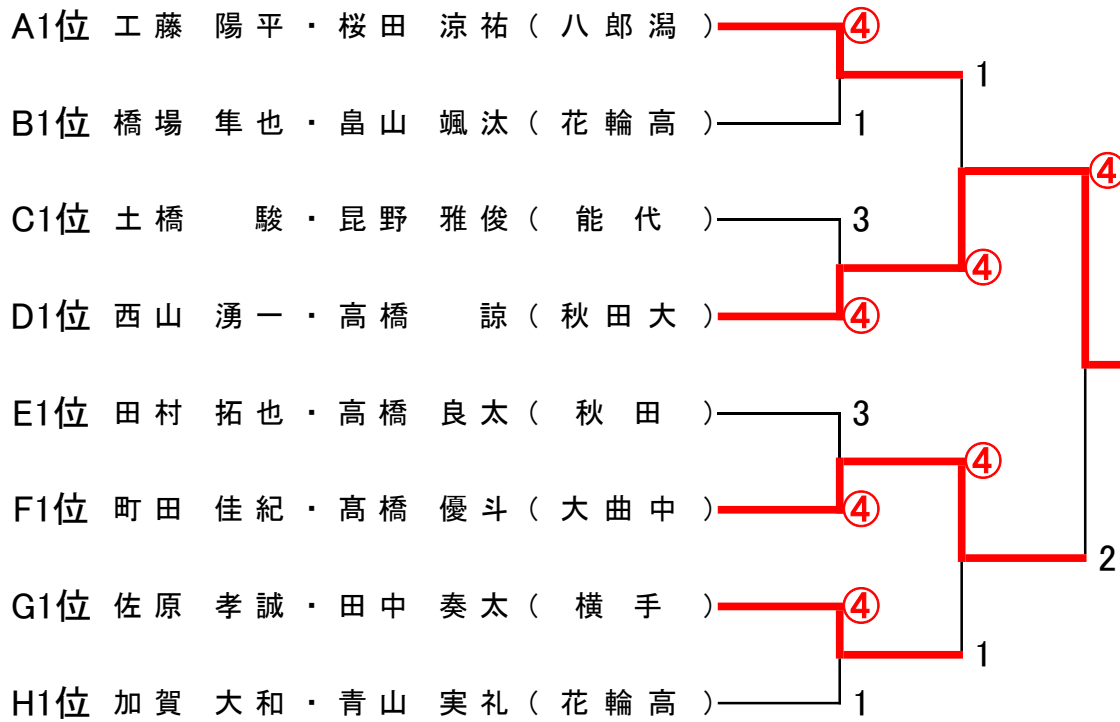 A1位 工藤 陽平・桜田 涼祐(八郎潟) ④
1
B1位 橋場 隼也・畠山 颯汰(花輪高) 1
④
C1位 土橋 駿・昆野 雅俊(能代) 3
④
D1位 西山 湧一・高橋 諒(秋田大) ④
E1位 田村 拓也・高橋 良太(秋田) 3
④
F1位 町田 佳紀・髙橋 優斗(大曲中) ④
2
G1位 佐原 孝誠・田中 奏太(横手) ④
1
H1位 加賀 大和・青山 実礼(花輪高) 1